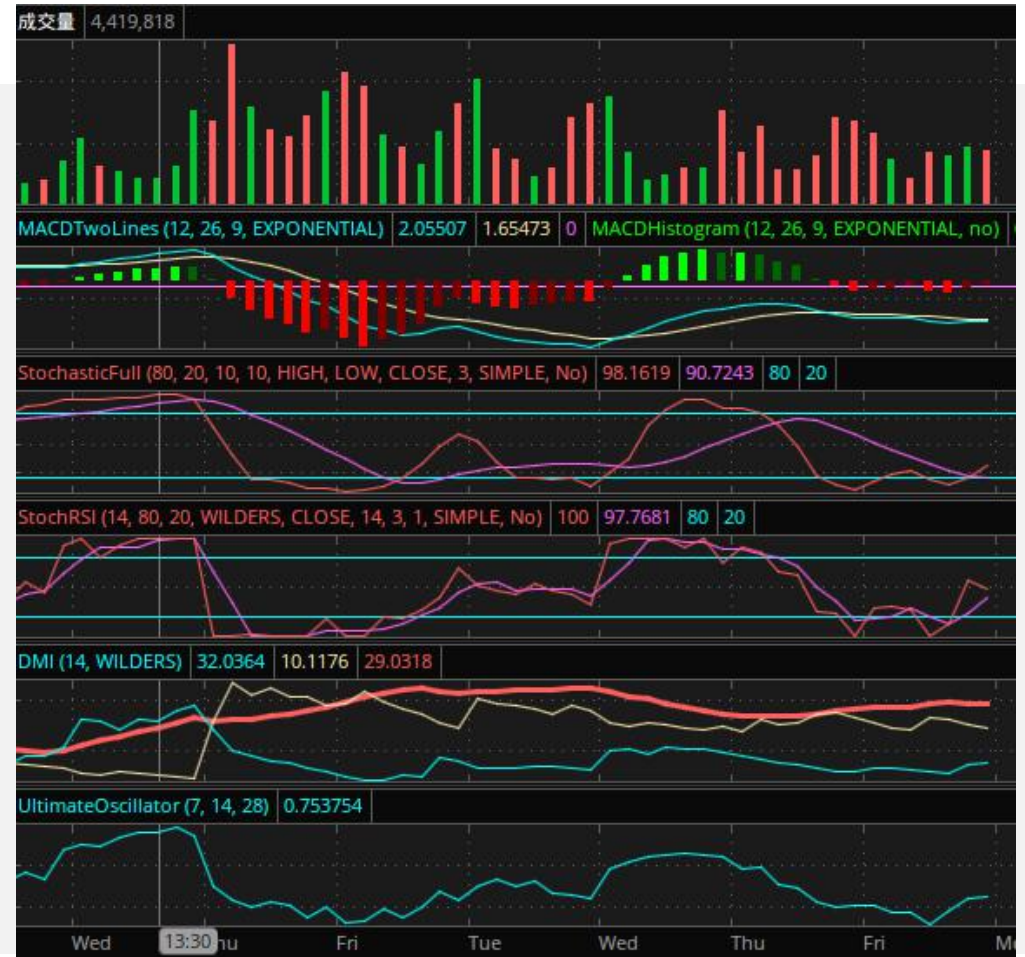 成交量 4,419,818
MACDTwoLines (12, 26, 9, EXPONENTIAL) 2.05507 1.65473 0 MACDHistogram (12, 26, 9, EXPONENTIAL, no)
StochasticFull (80, 20, 10, 10, HIGH, LOW, CLOSE, 3, SIMPLE, No) 98.1619 90.7243 80 20
StochRSI (14, 80, 20, WILDERS, CLOSE, 14, 3, 1, SIMPLE, No) 100 97.7681 80 20
DMI (14, WILDERS) 32.0364 10.1176 29.0318
UltimateOscillator (7, 14, 28) 0.753754
Wed 13:30 hu Fri Tue Wed Thu Fri